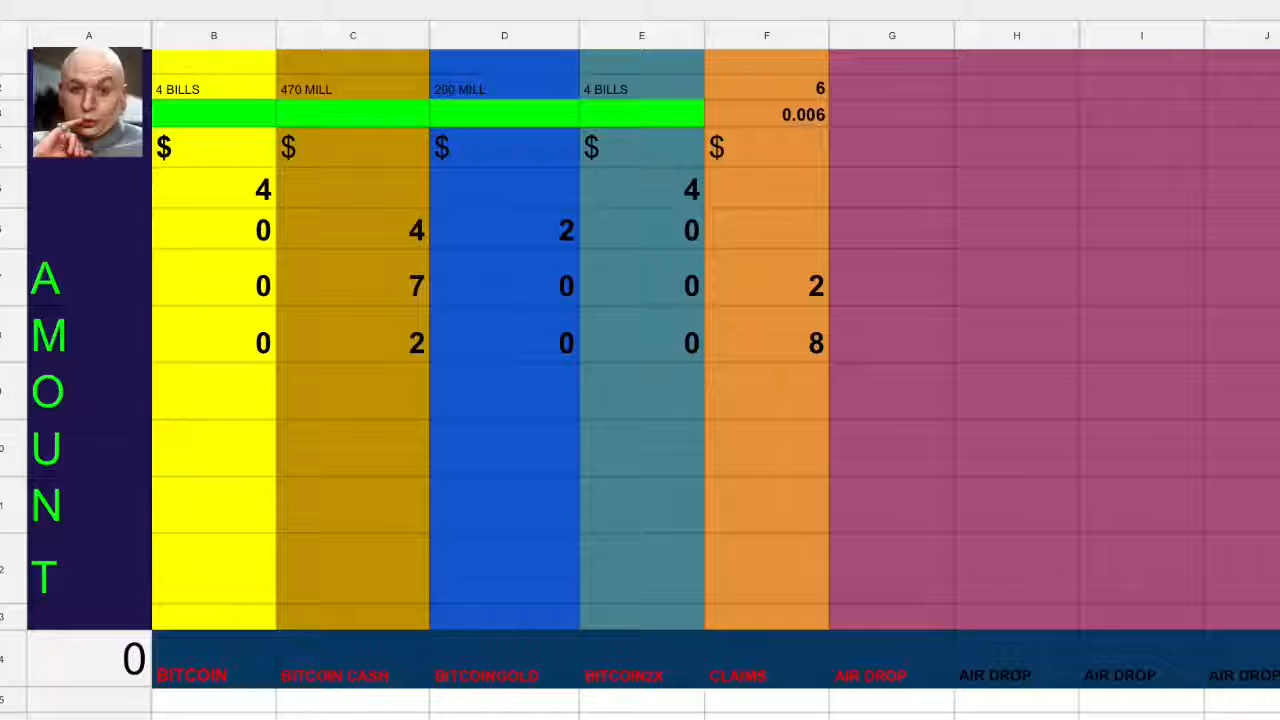 A B C D E F G H I J
2 4 BILLS 470 MILL 200 MILL 4 BILLS 6
0.006
$ $ $ $ $
4 4
0 4 2 0
A 0 7 0 0 2
M 0 2 0 0 8
O
U
N
T
0 BITCOIN BITCOIN CASH BITCOINGOLD BITCOIN2X CLAIMS AIR DROP AIR DROP AIR DROP AIR DROP